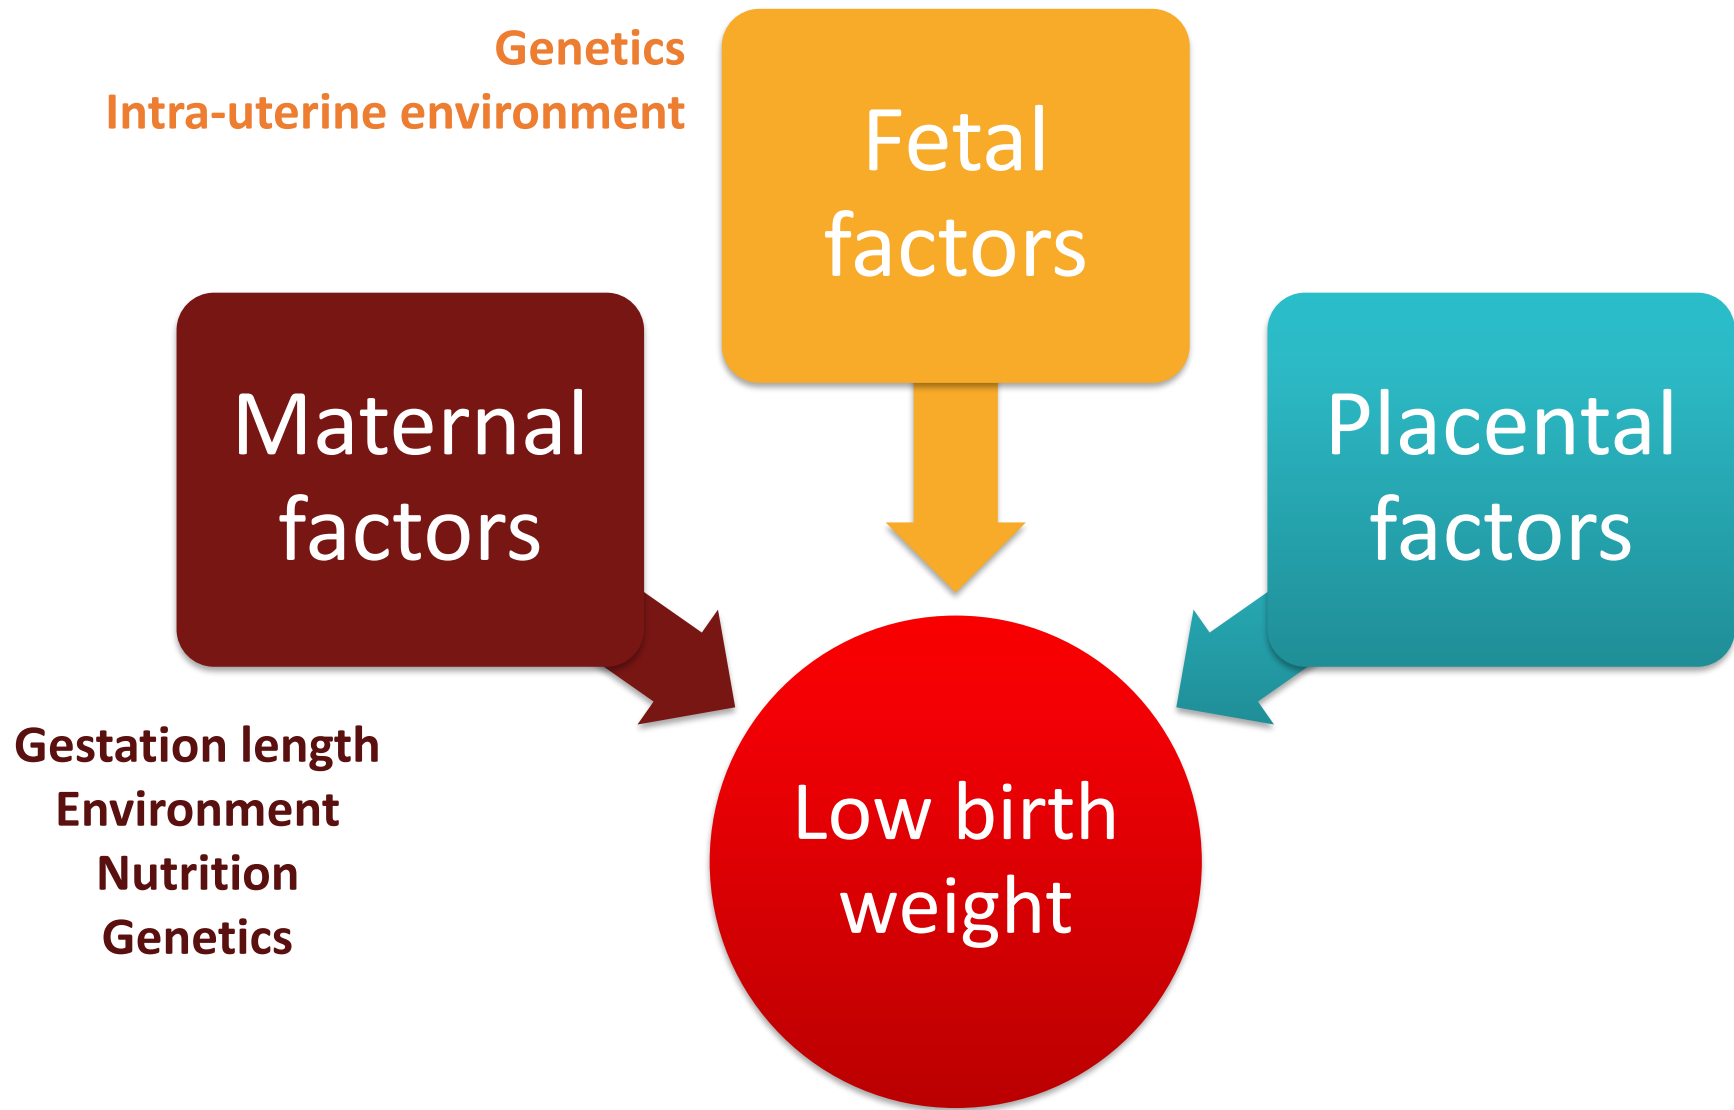 Genetics
Intra-uterine environment
Fetal
factors
Maternal
factors
Placental
factors
Gestation length
Environment
Nutrition
Genetics
Low birth
weight